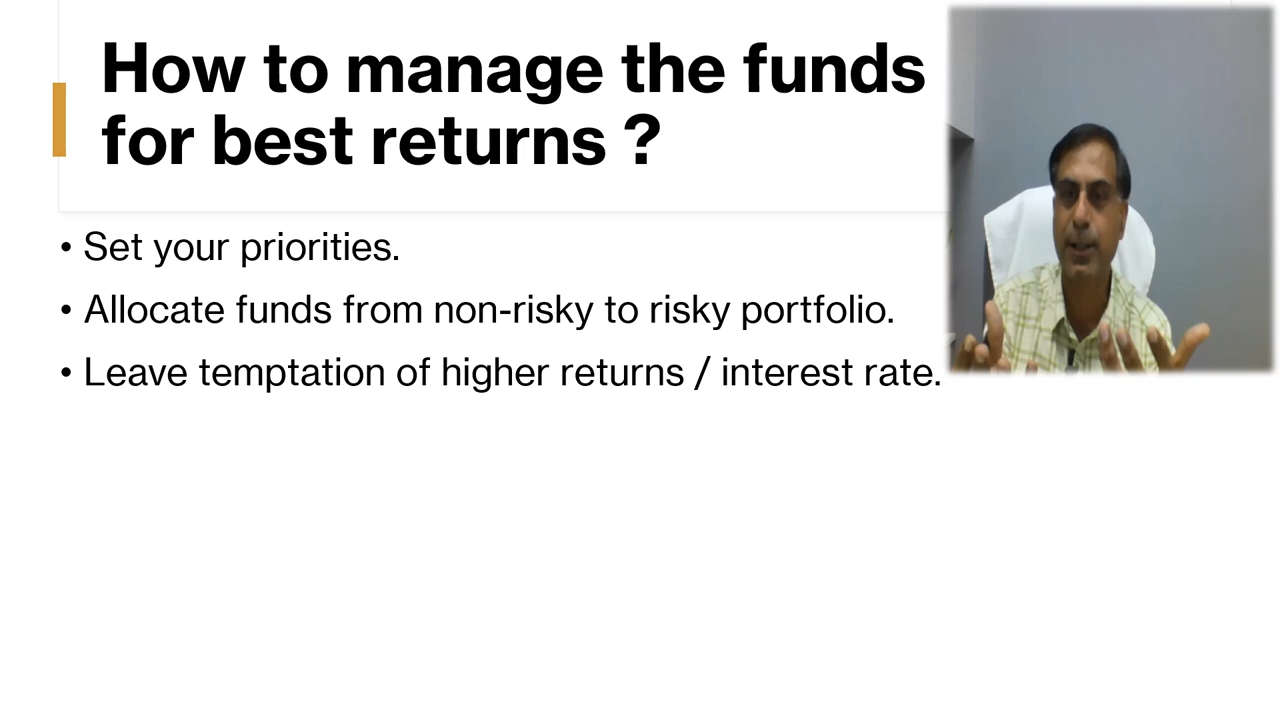 How to manage the funds
for best returns ?
• Set your priorities.
• Allocate funds from non-risky to risky portfolio.
• Leave temptation of higher returns / interest rate.